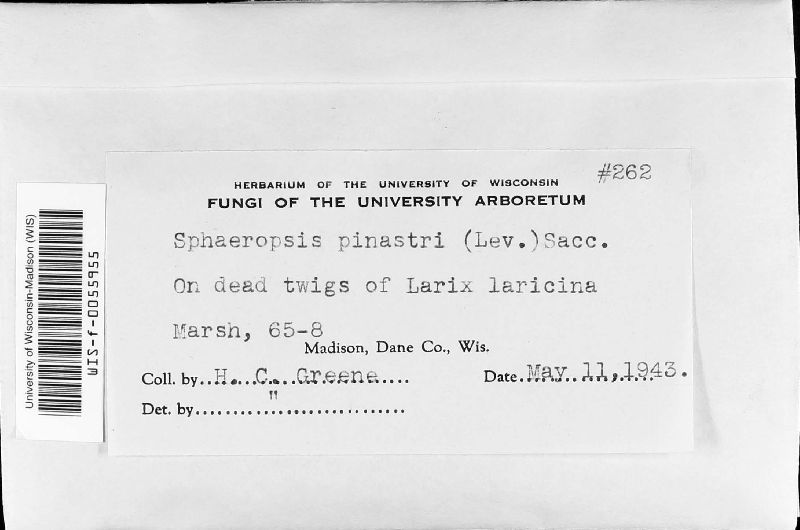 #262
HERBARIUM OF THE UNIVERSITY OF WISCONSIN
FUNGI OF THE UNIVERSITY ARBORETUM
Sphaeropsis pinastri (Lev.)Sacc.
On dead twigs of Larix laricina
Marsh, 65-8
Madison, Dane Co., Wis.
Coll. by..H...C....Greene.... Date.May..11,.1943.
"
Det. by............................
University of Wisconsin-Madison (WIS)
WIS-f-0055955